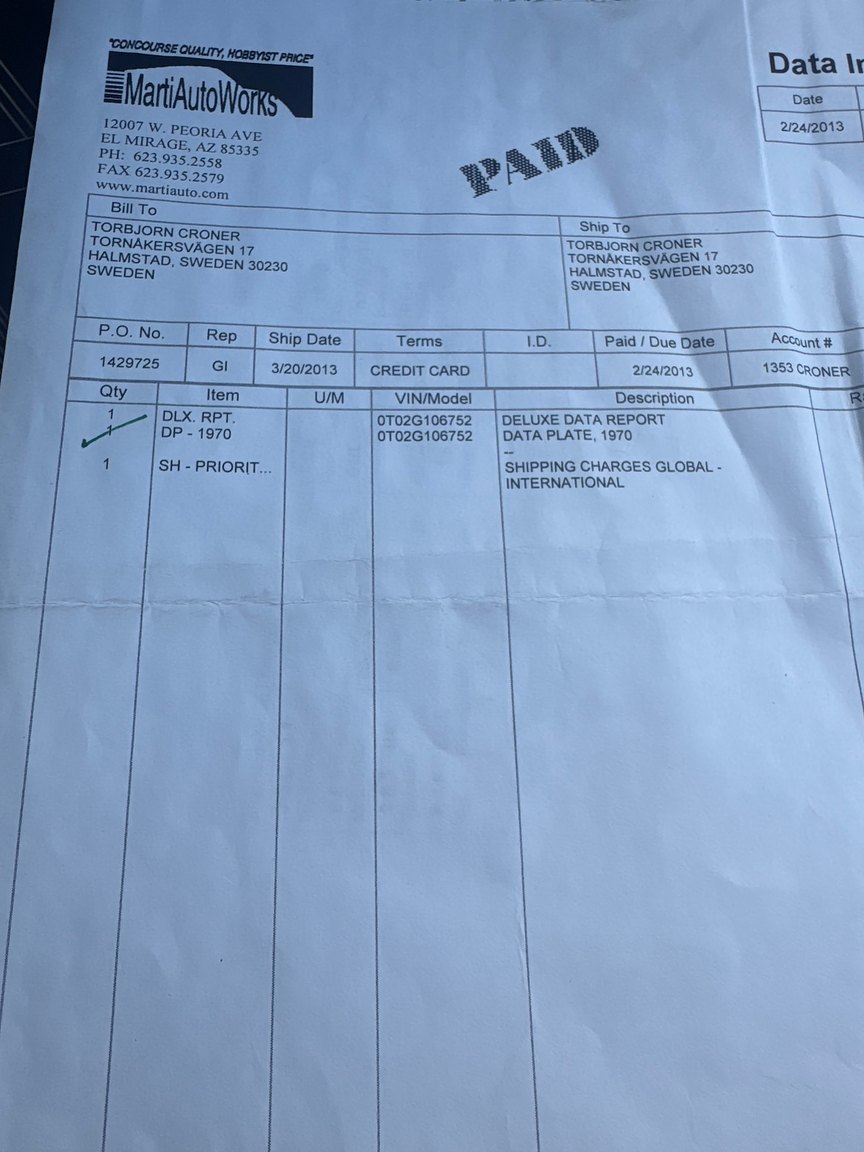 "CONCOURSE QUALITY, HOBBYIST PRICE"
MartiAutoWorks
12007 W. PEORIA AVE
EL MIRAGE, AZ 85335
PH: 623.935.2558
FAX 623.935.2579
www.martiauto.com
PAID
Data
Date
2/24/2013
Bill To
TORBJORN CRONER
TORNÅKERSVÄGEN 17
HALMSTAD, SWEDEN 30230
SWEDEN
Ship To
TORBJORN CRONER
TORNÅKERSVÄGEN 17
HALMSTAD, SWEDEN 30230
SWEDEN
P.O. No. Rep Ship Date Terms I.D. Paid / Due Date Account #
1429725 GI 3/20/2013 CREDIT CARD 2/24/2013 1353 CRONER
Qty Item U/M VIN/Model Description
1 DLX. RPT. 0T02G106752 DELUXE DATA REPORT
1 DP - 1970 0T02G106752 DATA PLATE, 1970
--
1 SH - PRIORIT... SHIPPING CHARGES GLOBAL -
INTERNATIONAL